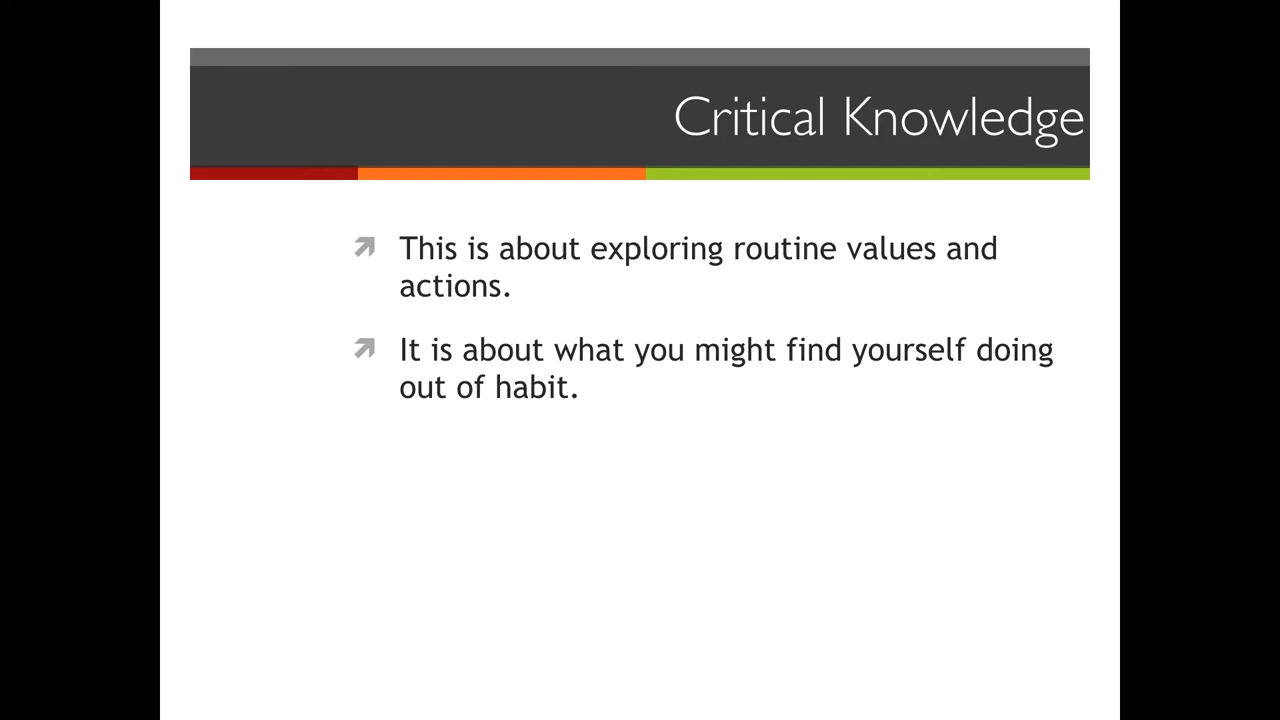 Critical Knowledge
This is about exploring routine values and
actions.
It is about what you might find yourself doing
out of habit.